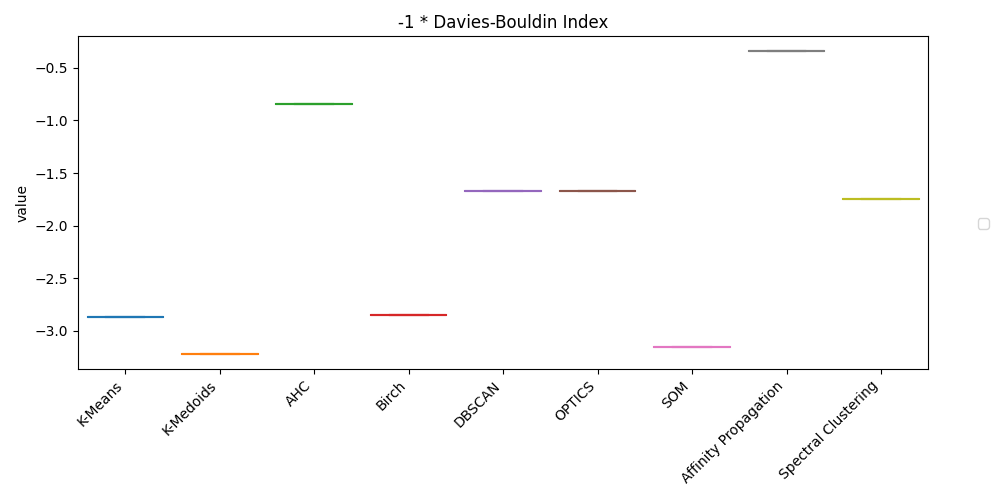 -1 * Davies-Bouldin Index
value
−0.5
−1.0
−1.5
−2.0
−2.5
−3.0
K-Means
K-Medoids
AHC
Birch
DBSCAN
OPTICS
SOM
Affinity Propagation
Spectral Clustering